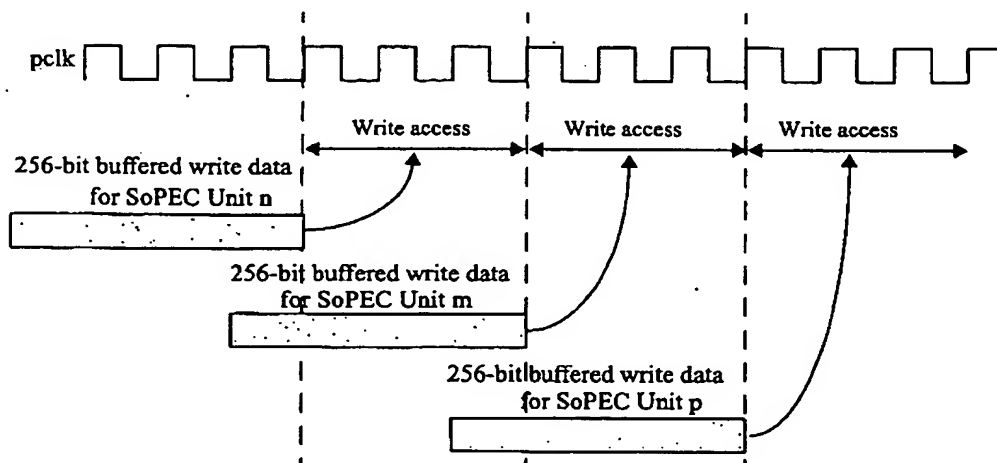 pclk
Write access
Write access
Write access
256-bit buffered write data
for SoPEC Unit n
256-bit buffered write data
for SoPEC Unit m
256-bit buffered write data
for SoPEC Unit p